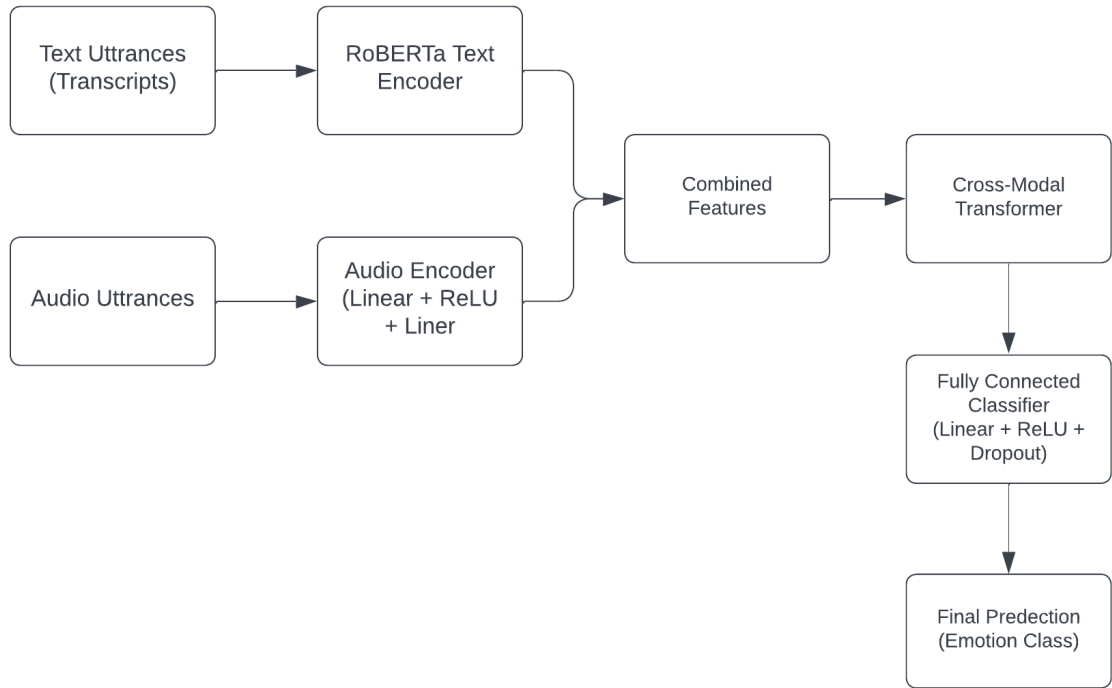 Text Uttrances
(Transcripts)
RoBERTa Text
Encoder
Combined
Features
Cross-Modal
Transformer
Audio Uttrances
Audio Encoder
(Linear + ReLU
+ Liner
Fully Connected
Classifier
(Linear + ReLU +
Dropout)
Final Predection
(Emotion Class)